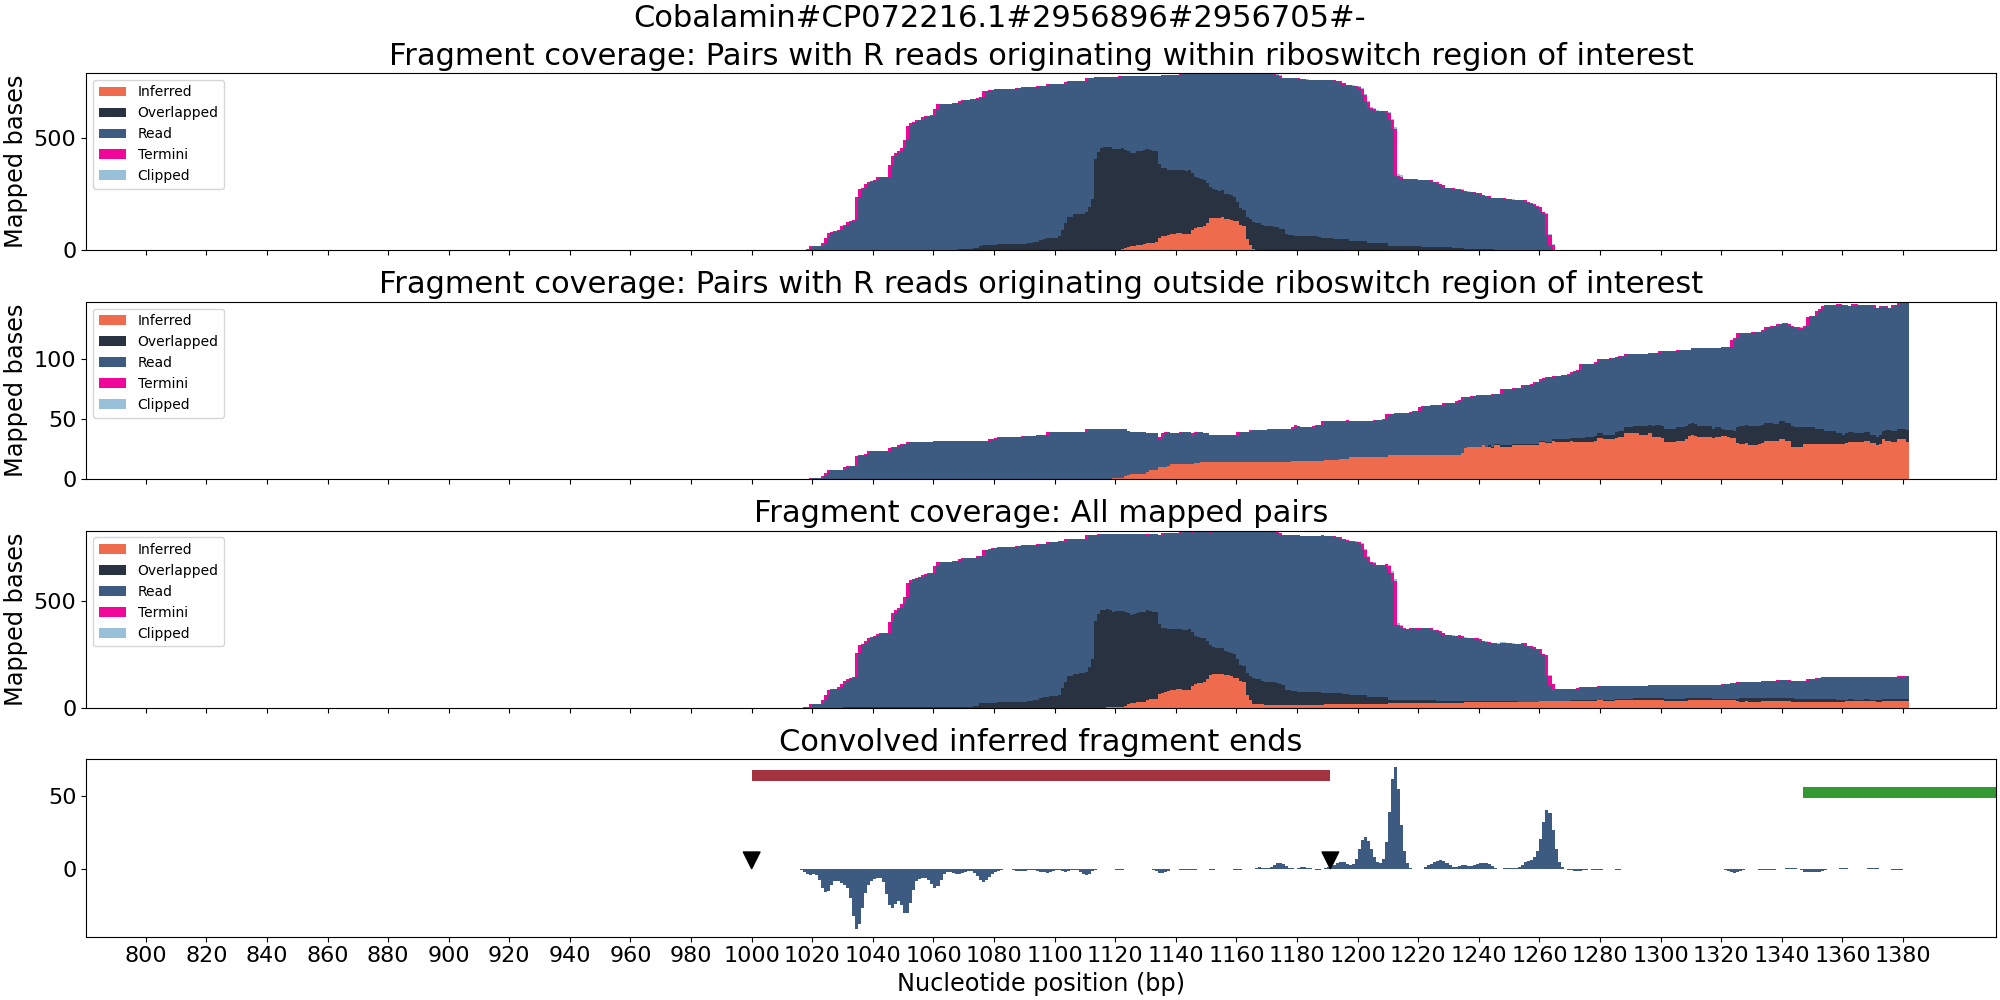 Cobalamin#CP072216.1#2956896#2956705#-
Fragment coverage: Pairs with R reads originating within riboswitch region of interest
Mapped bases
500
0
Inferred
Overlapped
Read
Termini
Clipped
Fragment coverage: Pairs with R reads originating outside riboswitch region of interest
Mapped bases
100
50
0
Inferred
Overlapped
Read
Termini
Clipped
Fragment coverage: All mapped pairs
Mapped bases
500
0
Inferred
Overlapped
Read
Termini
Clipped
Convolved inferred fragment ends
50
0
800 820 840 860 880 900 920 940 960 980 1000 1020 1040 1060 1080 1100 1120 1140 1160 1180 1200 1220 1240 1260 1280 1300 1320 1340 1360 1380
Nucleotide position (bp)